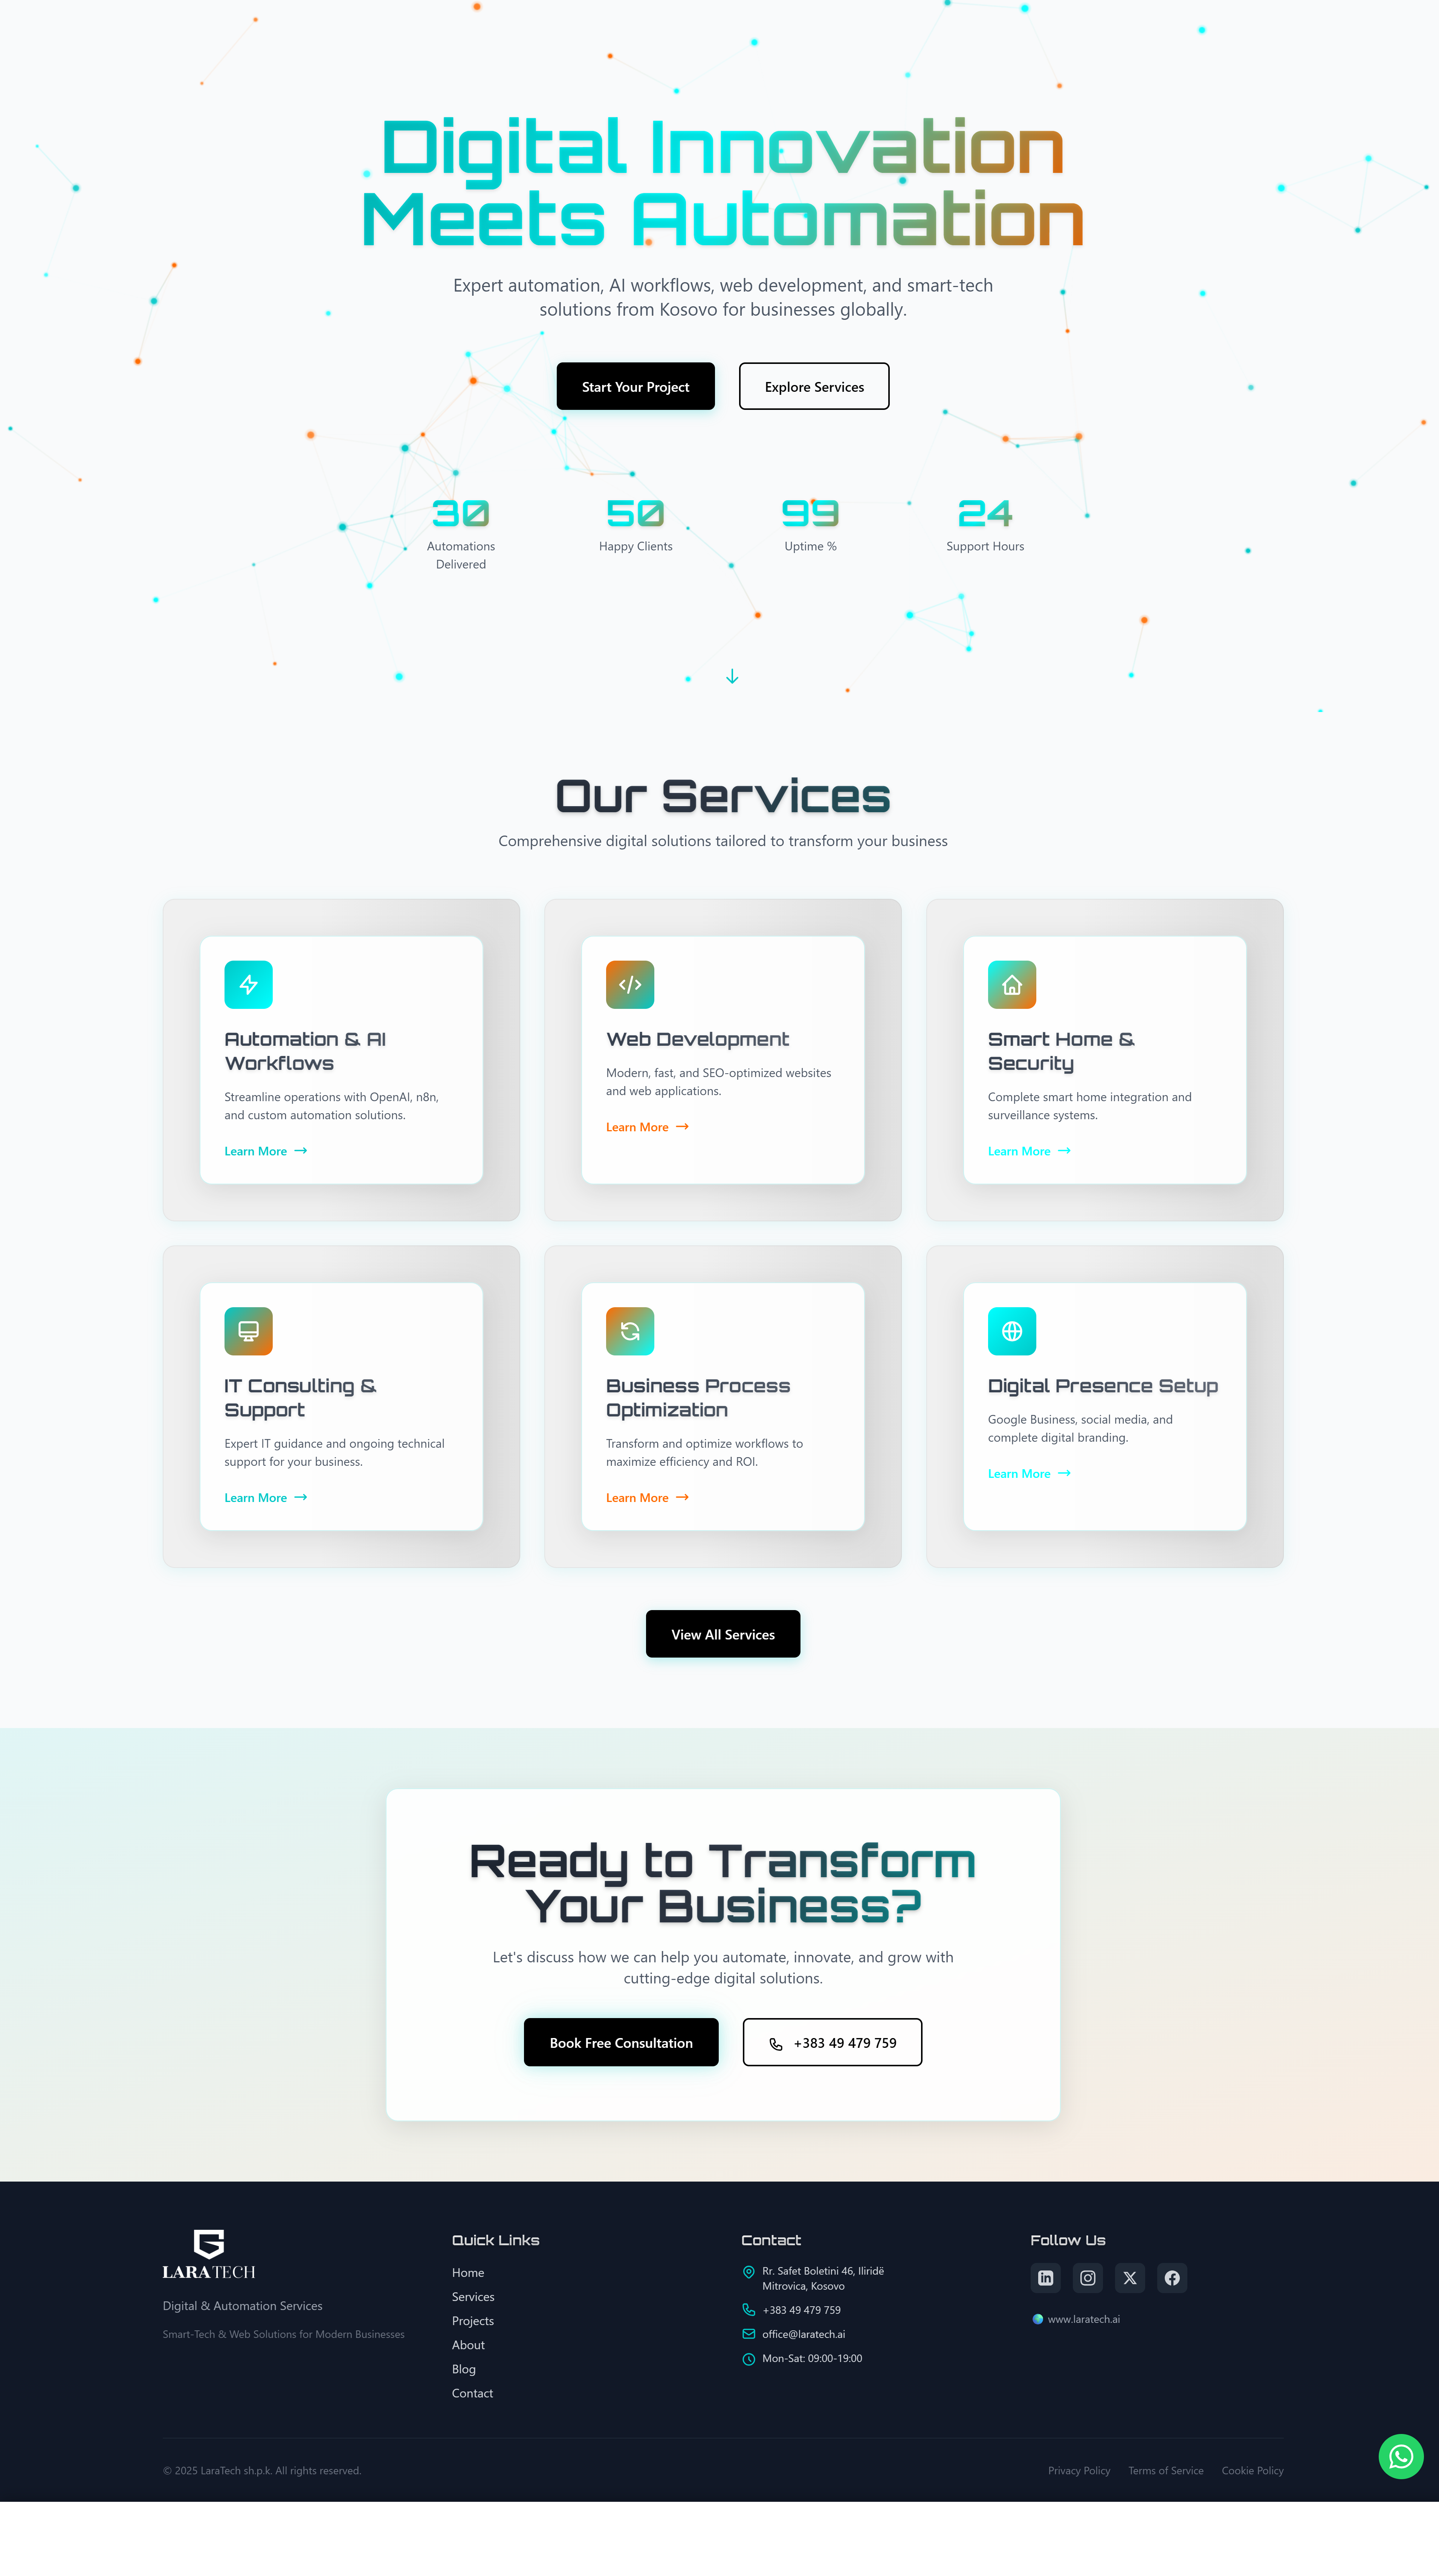 Digital Innovation
Meets Automation
Expert automation, AI workflows, web development, and smart-tech
solutions from Kosovo for businesses globally.
Start Your Project
Explore Services
30
Automations
Delivered
50
Happy Clients
99
Uptime %
24
Support Hours
Our Services
Comprehensive digital solutions tailored to transform your business
Automation & AI
Workflows
Streamline operations with OpenAI, n8n,
and custom automation solutions.
Learn More →
Web Development
Modern, fast, and SEO-optimized websites
and web applications.
Learn More →
Smart Home &
Security
Complete smart home integration and
surveillance systems.
Learn More →
IT Consulting &
Support
Expert IT guidance and ongoing technical
support for your business.
Learn More →
Business Process
Optimization
Transform and optimize workflows to
maximize efficiency and ROI.
Learn More →
Digital Presence Setup
Google Business, social media, and
complete digital branding.
Learn More →
View All Services
Ready to Transform
Your Business?
Let's discuss how we can help you automate, innovate, and grow with
cutting-edge digital solutions.
Book Free Consultation
+383 49 479 759
LARATECH
Digital & Automation Services
Smart-Tech & Web Solutions for Modern Businesses
Quick Links
Home
Services
Projects
About
Blog
Contact
Contact
Rr. Safet Boletini 46, Iliridë
Mitrovica, Kosovo
+383 49 479 759
office@laratech.ai
Mon-Sat: 09:00-19:00
Follow Us
www.laratech.ai
© 2025 LaraTech sh.p.k. All rights reserved.
Privacy Policy
Terms of Service
Cookie Policy